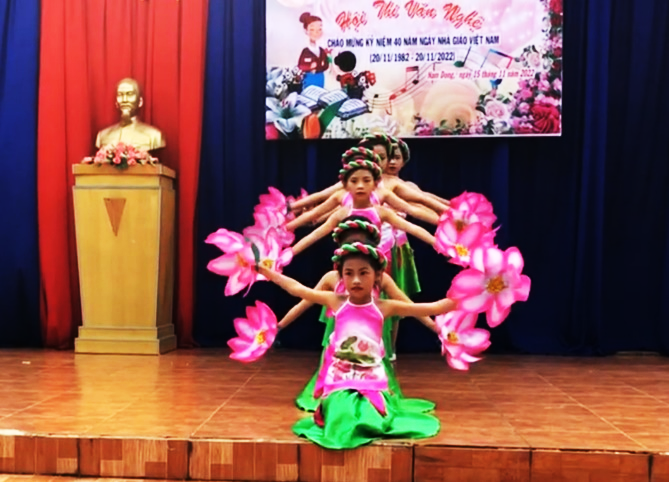 Hội Thi Văn Nghệ
CHÀO MỪNG KỶ NIỆM 40 NĂM NGÀY NHÀ GIÁO VIỆT NAM
(20/11/1982 - 20/11/2022)
Nam Dong, ngày 15 tháng 11 năm 2022